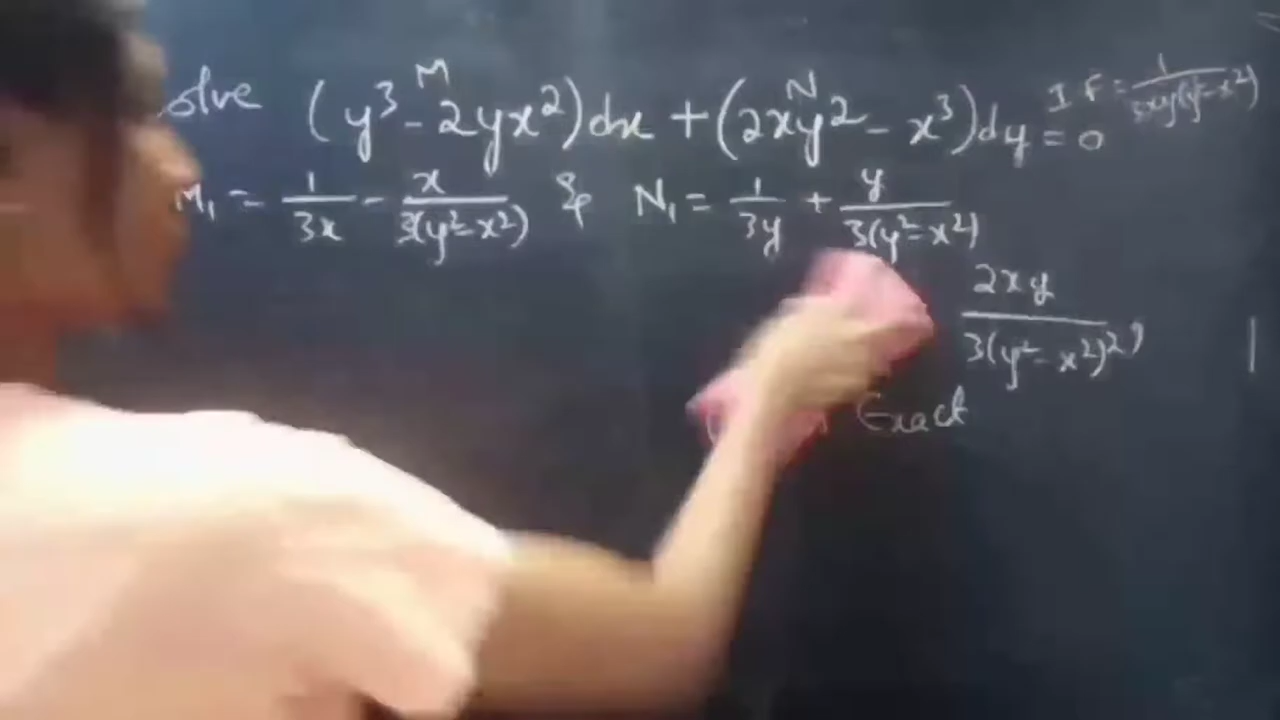 olve (y³ - 2yx²)dx + (2xy² - x³)dy = 0 I F = 1/(3xy(y² - x²))
M N
M₁ = 1/(3x) - x/(3(y² - x²)) & N₁ = 1/(3y) + y/(3(y² - x²))
2xy/(3(y² - x²)²)
Exact